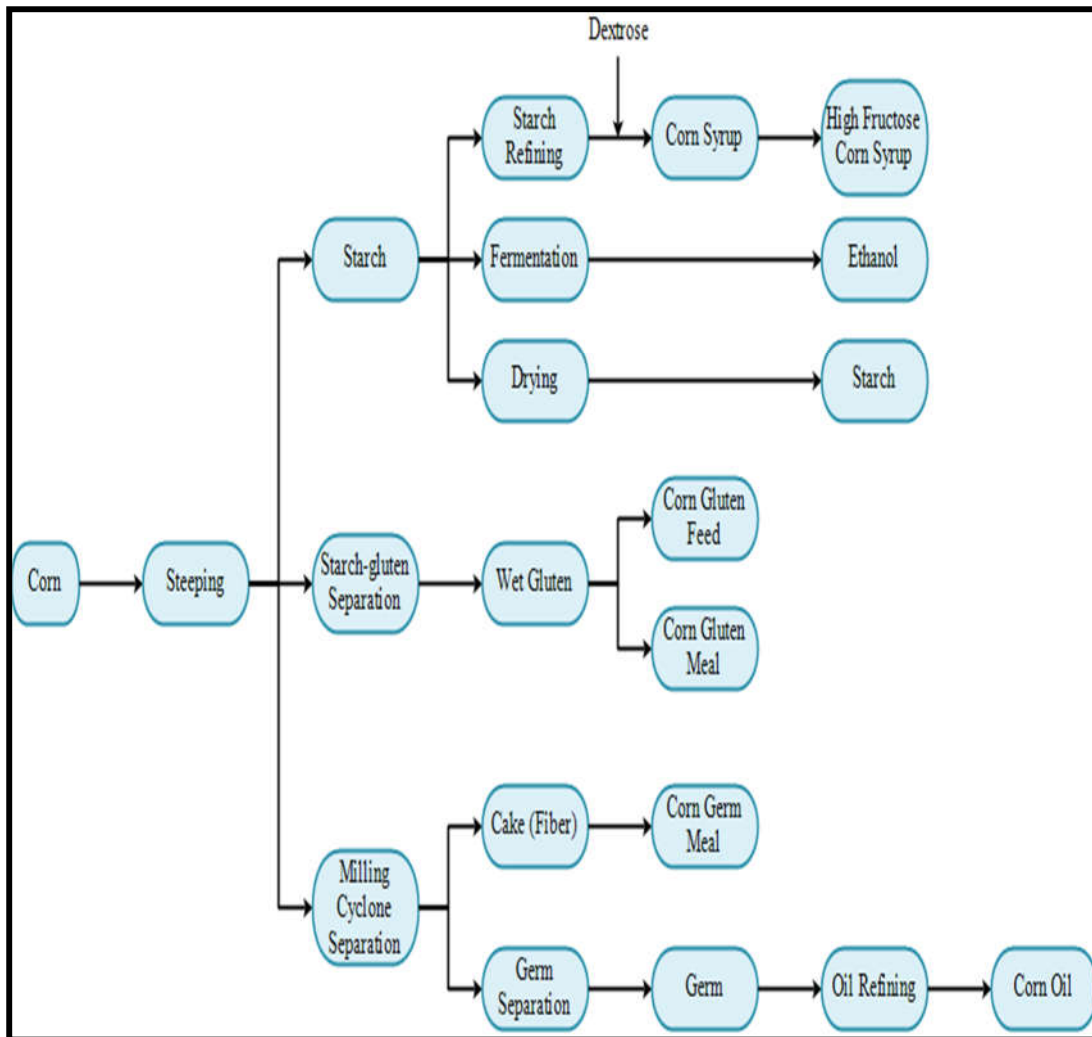 Dextrose
Starch
Refining
Corn Syrup
High Fructose
Corn Syrup
Starch
Fermentation
Ethanol
Drying
Starch
Corn Gluten
Feed
Corn
Steeping
Starch-gluten
Separation
Wet Gluten
Corn Gluten
Meal
Cake (Fiber)
Corn Germ
Meal
Milling
Cyclone
Separation
Germ
Separation
Germ
Oil Refining
Corn Oil